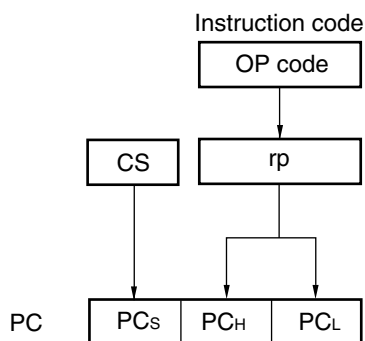 Instruction code
OP code
CS
rp
PC
PCS
PCH
PCL